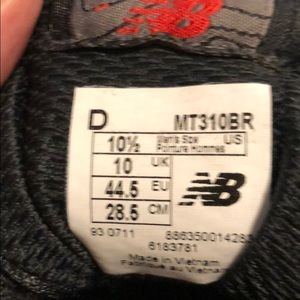 D MT310BR
10½ Men's Size Pointure Hommes US
10 UK
44.5 EU
28.5 CM
NB
93 0711
6183781
Made in Vietnam
Fabriqué au Vietnam